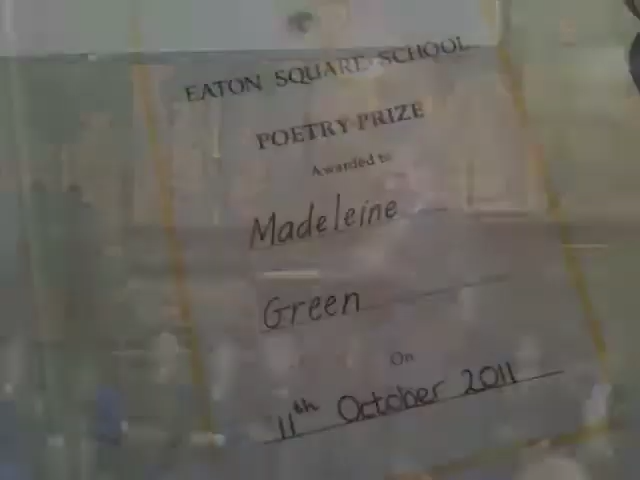 EATON SQUARE SCHOOL
POETRY PRIZE
Awarded to
Madeleine
Green
On
11th October 2011